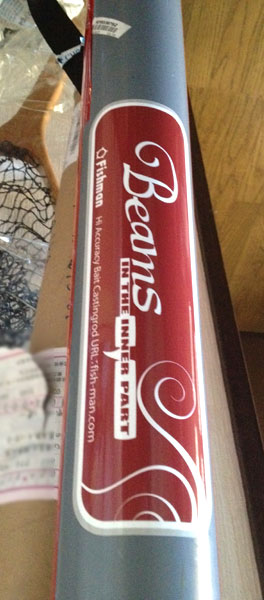 Beams
IN THE INNER PART
Fishman Hi Accuracy Bait Castingrod URL:fish-man.com